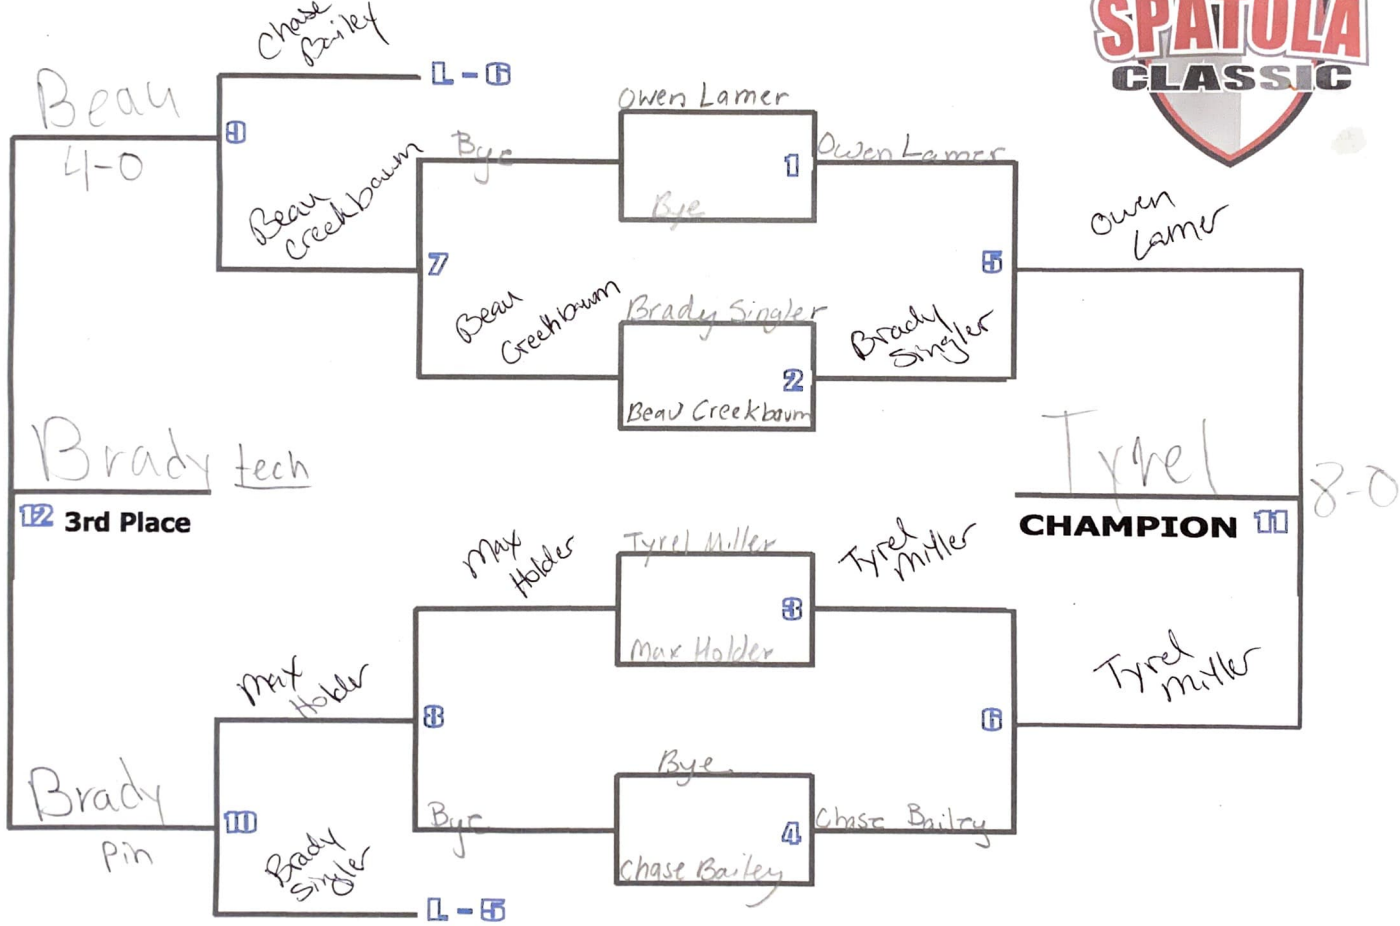 SPATULA
CLASSIC
Chase
Bailey
L-6
Beau
4-0
9
Beau
Creekbaum
Bye
7
Owen Lamer
1
Bye
Owen Lamer
Beau
Creekbaum
Brady Singler
2
Beau Creekbaum
Brady
Singler
5
Owen
Lamer
Brady tech
12 3rd Place
Tyrel
8-0
CHAMPION 11
Max
Holder
Tyrel Miller
3
Max Holder
Tyrel
Miller
Max
Holder
8
Bye
Bye
4
Chase Bailey
Chase Bailey
6
Tyrel
Miller
Brady
Pin
10
Brady
Singler
L-5